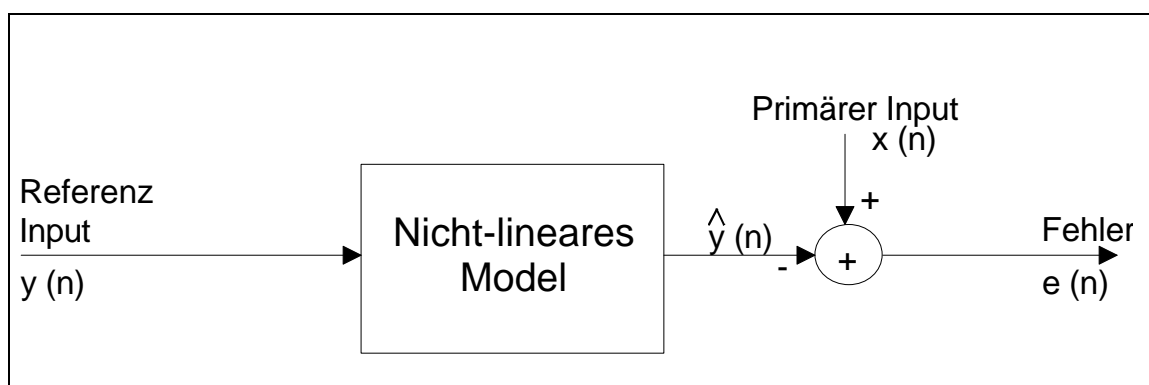 Primärer Input
x (n)
+
Referenz
Input
y (n)
Nicht-lineares
Model
ŷ (n)
-
+
Fehler
e (n)